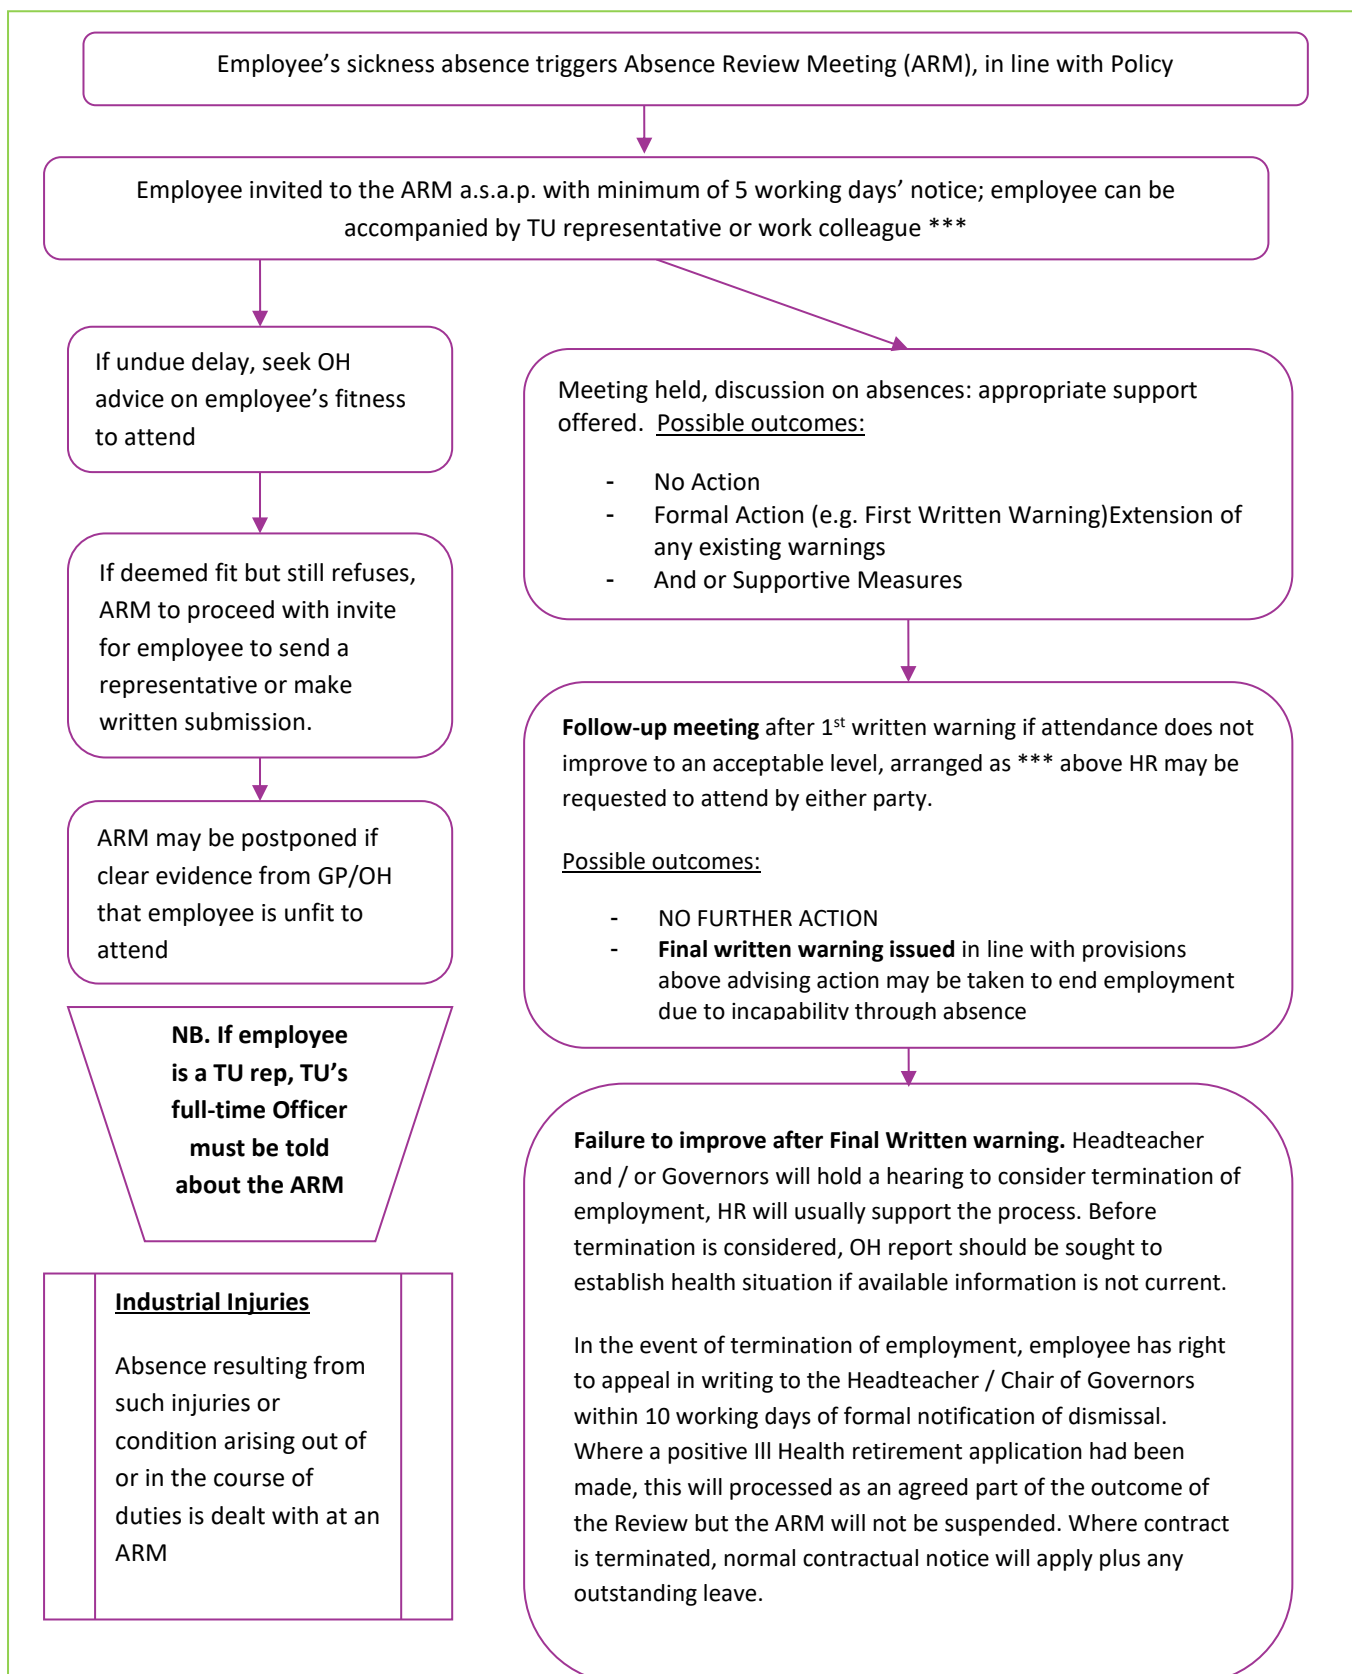 Employee’s sickness absence triggers Absence Review Meeting (ARM), in line with Policy
Employee invited to the ARM a.s.a.p. with minimum of 5 working days’ notice; employee can be
accompanied by TU representative or work colleague ***
If undue delay, seek OH
advice on employee’s fitness
to attend
If deemed fit but still refuses,
ARM to proceed with invite
for employee to send a
representative or make
written submission.
ARM may be postponed if
clear evidence from GP/OH
that employee is unfit to
attend
NB. If employee
is a TU rep, TU’s
full-time Officer
must be told
about the ARM
Industrial Injuries
Absence resulting from
such injuries or
condition arising out of
or in the course of
duties is dealt with at an
ARM
Meeting held, discussion on absences: appropriate support
offered.  Possible outcomes:
- No Action
- Formal Action (e.g. First Written Warning)Extension of
any existing warnings
- And or Supportive Measures
Follow-up meeting after 1st written warning if attendance does not
improve to an acceptable level, arranged as *** above HR may be
requested to attend by either party.
Possible outcomes:
- NO FURTHER ACTION
- Final written warning issued in line with provisions
above advising action may be taken to end employment
due to incapability through absence
Failure to improve after Final Written warning. Headteacher
and / or Governors will hold a hearing to consider termination of
employment, HR will usually support the process. Before
termination is considered, OH report should be sought to
establish health situation if available information is not current.
In the event of termination of employment, employee has right
to appeal in writing to the Headteacher / Chair of Governors
within 10 working days of formal notification of dismissal.
Where a positive Ill Health retirement application had been
made, this will processed as an agreed part of the outcome of
the Review but the ARM will not be suspended. Where contract
is terminated, normal contractual notice will apply plus any
outstanding leave.